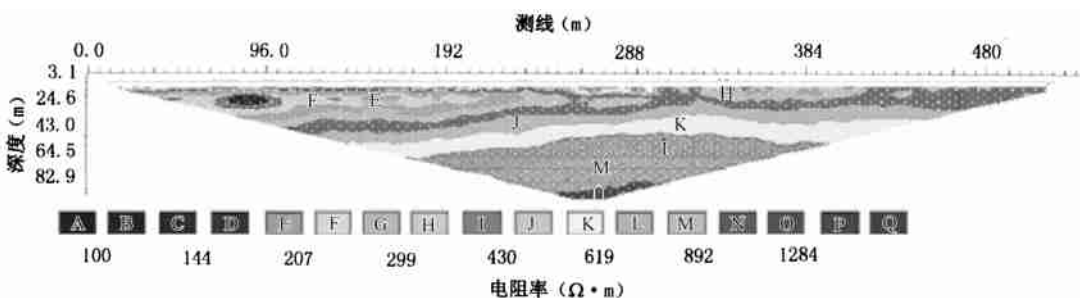 测线（m）
0.0 96.0 192 288 384 480
3.1
24.6
43.0
64.5
82.9
深度（m）
F E H
J K
L
M
A B C D F G H I J K L M N O P Q
100 144 207 299 430 619 892 1284
电阻率（Ω·m）